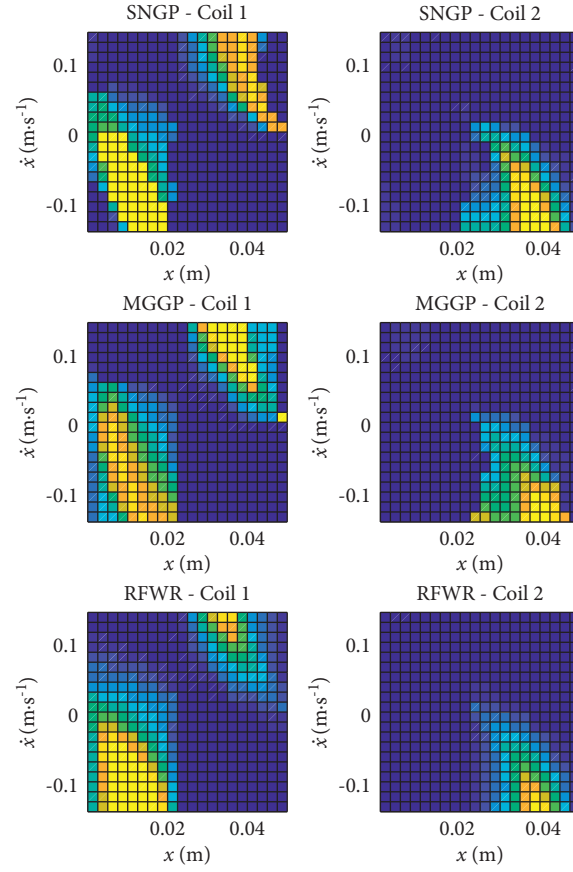 SNGP - Coil 1
SNGP - Coil 2
0.1
0
-0.1
ẋ (m·s⁻¹)
0.02 0.04
x (m)
0.1
0
-0.1
ẋ (m·s⁻¹)
0.02 0.04
x (m)
MGGP - Coil 1
MGGP - Coil 2
0.1
0
-0.1
ẋ (m·s⁻¹)
0.02 0.04
x (m)
0.1
0
-0.1
ẋ (m·s⁻¹)
0.02 0.04
x (m)
RFWR - Coil 1
RFWR - Coil 2
0.1
0
-0.1
ẋ (m·s⁻¹)
0.02 0.04
x (m)
0.1
0
-0.1
ẋ (m·s⁻¹)
0.02 0.04
x (m)